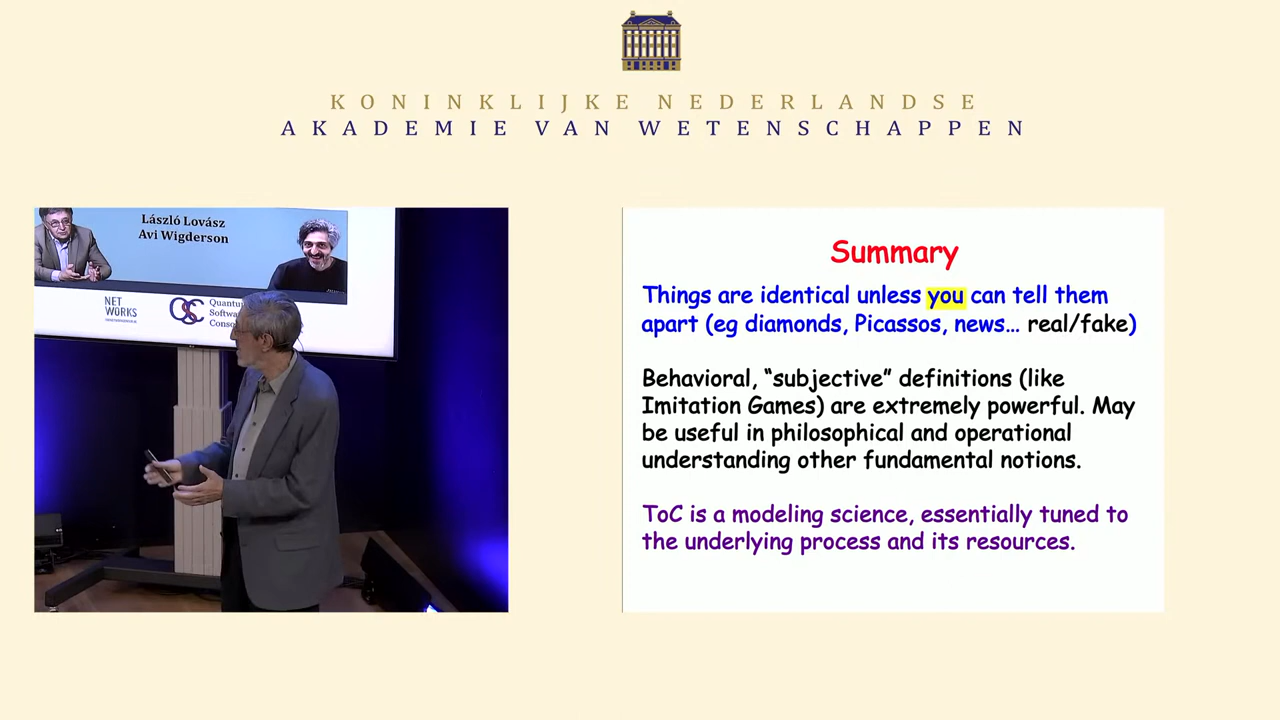 KONINKLIJKE NEDERLANDSE
AKADEMIE VAN WETENSCHAPPEN
László Lovász
Avi Wigderson
NET
WORKS
QSC
Quantum
Software
Summary
Things are identical unless you can tell them
apart (eg diamonds, Picassos, news… real/fake)
Behavioral, “subjective” definitions (like
Imitation Games) are extremely powerful. May
be useful in philosophical and operational
understanding other fundamental notions.
ToC is a modeling science, essentially tuned to
the underlying process and its resources.